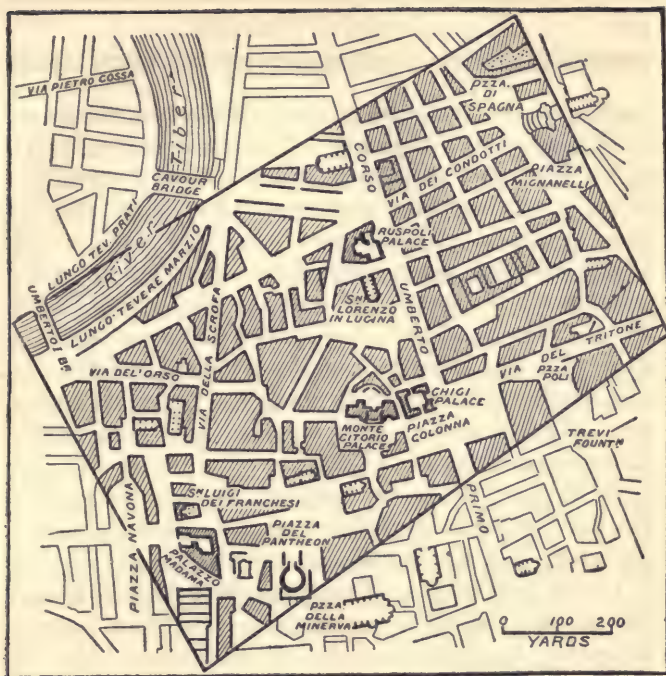 VIA PIETRO COSSA
River Tiber
CAVOUR
BRIDGE
LUNGO TEV. PRATI
UMBERTO I BR.
LUNGO-TEVERE MARZIO
PZZA.
DI
SPAGNA
PIAZZA
MIGNANELLI
VIA DEI CONDOTTI
CORSO
UMBERTO
PRIMO
RUSPOLI
PALACE
SN.
LORENZO
IN LUCINA
VIA DELLA SCROFA
VIA DEL'ORSO
VIA DEL TRITONE
PZZA
POLI
CHIGI
PALACE
PIAZZA
COLONNA
MONTE
CITORIO
PALACE
TREVI
FOUNTN.
SN. LUIGI
DEI FRANCHESI
PIAZZA
DEL
PANTHEON
PIAZZA NAVONA
PALAZZO
MADAMA
PZZA
DELLA
MINERVA
0 100 200
YARDS